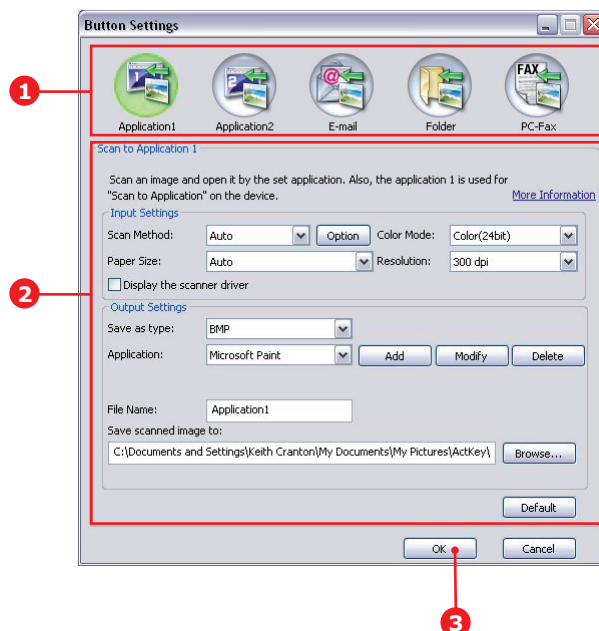 Button Settings
1
FAX
Application1 Application2 E-mail Folder PC-Fax
1
2
Scan to Application 1
Scan an image and open it by the set application. Also, the application 1 is used for
"Scan to Application" on the device. More Information
Input Settings
Scan Method: Auto Option Color Mode: Color(24bit)
Paper Size: Auto Resolution: 300 dpi
Display the scanner driver
2
Output Settings
Save as type: BMP
Application: Microsoft Paint Add Modify Delete
File Name: Application1
Save scanned image to:
C:\Documents and Settings\Keith Cranton\My Documents\My Pictures\ActKey\ Browse...
Default
OK Cancel
3